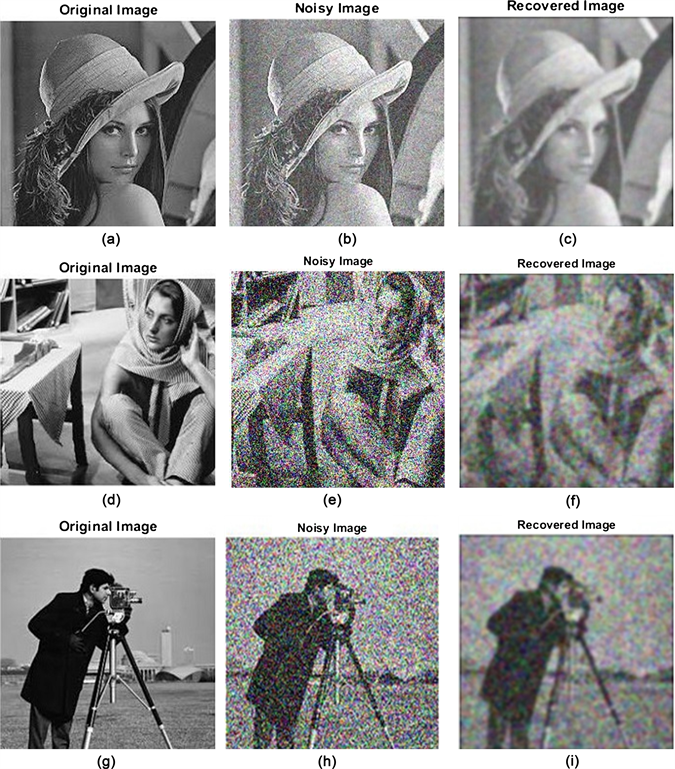 Original Image
Noisy Image
Recovered Image
(a)
(b)
(c)
Original Image
Noisy Image
Recovered Image
(d)
(e)
(f)
Original Image
Noisy Image
Recovered Image
(g)
(h)
(i)